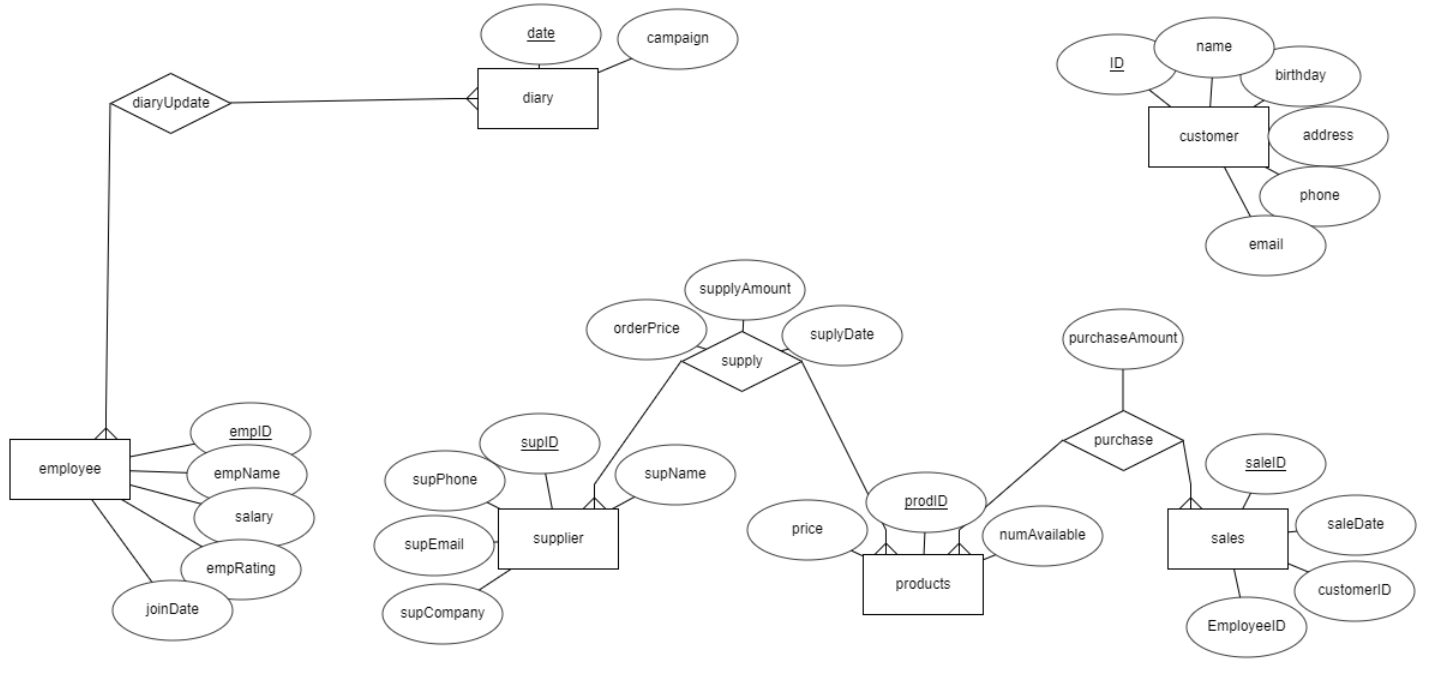 date
campaign
diaryUpdate
diary
ID
name
birthday
customer
address
phone
email
supplyAmount
orderPrice
suplyDate
supply
purchaseAmount
purchase
empID
employee
empName
salary
empRating
joinDate
supID
supPhone
supName
supEmail
supplier
supCompany
prodID
price
numAvailable
products
saleID
saleDate
sales
customerID
EmployeeID